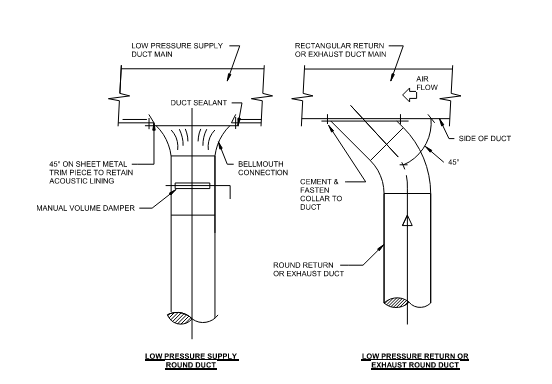 LOW PRESSURE SUPPLY
DUCT MAIN
DUCT SEALANT
45° ON SHEET METAL
TRIM PIECE TO RETAIN
ACOUSTIC LINING
BELLMOUTH
CONNECTION
MANUAL VOLUME DAMPER
LOW PRESSURE SUPPLY
ROUND DUCT
RECTANGULAR RETURN
OR EXHAUST DUCT MAIN
AIR
FLOW
SIDE OF DUCT
45°
CEMENT &
FASTEN
COLLAR TO
DUCT
ROUND RETURN
OR EXHAUST DUCT
LOW PRESSURE RETURN OR
EXHAUST ROUND DUCT